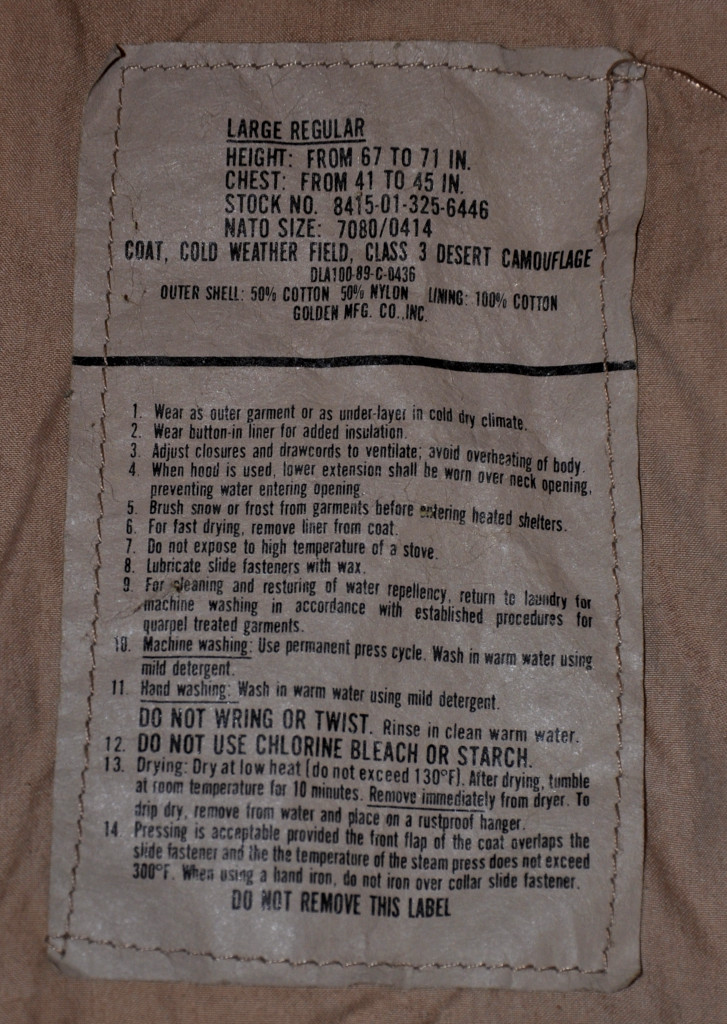 LARGE REGULAR
HEIGHT: FROM 67 TO 71 IN.
CHEST: FROM 41 TO 45 IN.
STOCK NO. 8415-01-325-6446
NATO SIZE: 7080/0414
COAT, COLD WEATHER FIELD, CLASS 3 DESERT CAMOUFLAGE
DLA100-89-C-0436
OUTER SHELL: 50% COTTON 50% NYLON LINING: 100% COTTON
GOLDEN MFG. CO.,INC.
1. Wear as outer garment or as under-layer in cold dry climate.
2. Wear button-in liner for added insulation.
3. Adjust closures and drawcords to ventilate; avoid overheating of body.
4. When hood is used, lower extension shall be worn over neck opening,
preventing water entering opening.
5. Brush snow or frost from garments before entering heated shelters.
6. For fast drying, remove liner from coat.
7. Do not expose to high temperature of a stove.
8. Lubricate slide fasteners with wax.
9. For cleaning and restoring of water repellency, return to laundry for
machine washing in accordance with established procedures for
quarpel treated garments.
10. Machine washing: Use permanent press cycle. Wash in warm water using
mild detergent.
11. Hand washing: Wash in warm water using mild detergent.
DO NOT WRING OR TWIST. Rinse in clean warm water.
12. DO NOT USE CHLORINE BLEACH OR STARCH.
13. Drying: Dry at low heat (do not exceed 130°F). After drying, tumble
at room temperature for 10 minutes. Remove immediately from dryer. To
drip dry, remove from water and place on a rustproof hanger.
14. Pressing is acceptable provided the front flap of the coat overlaps the
slide fastener and the the temperature of the steam press does not exceed
300°F. When using a hand iron, do not iron over collar slide fastener.
DO NOT REMOVE THIS LABEL